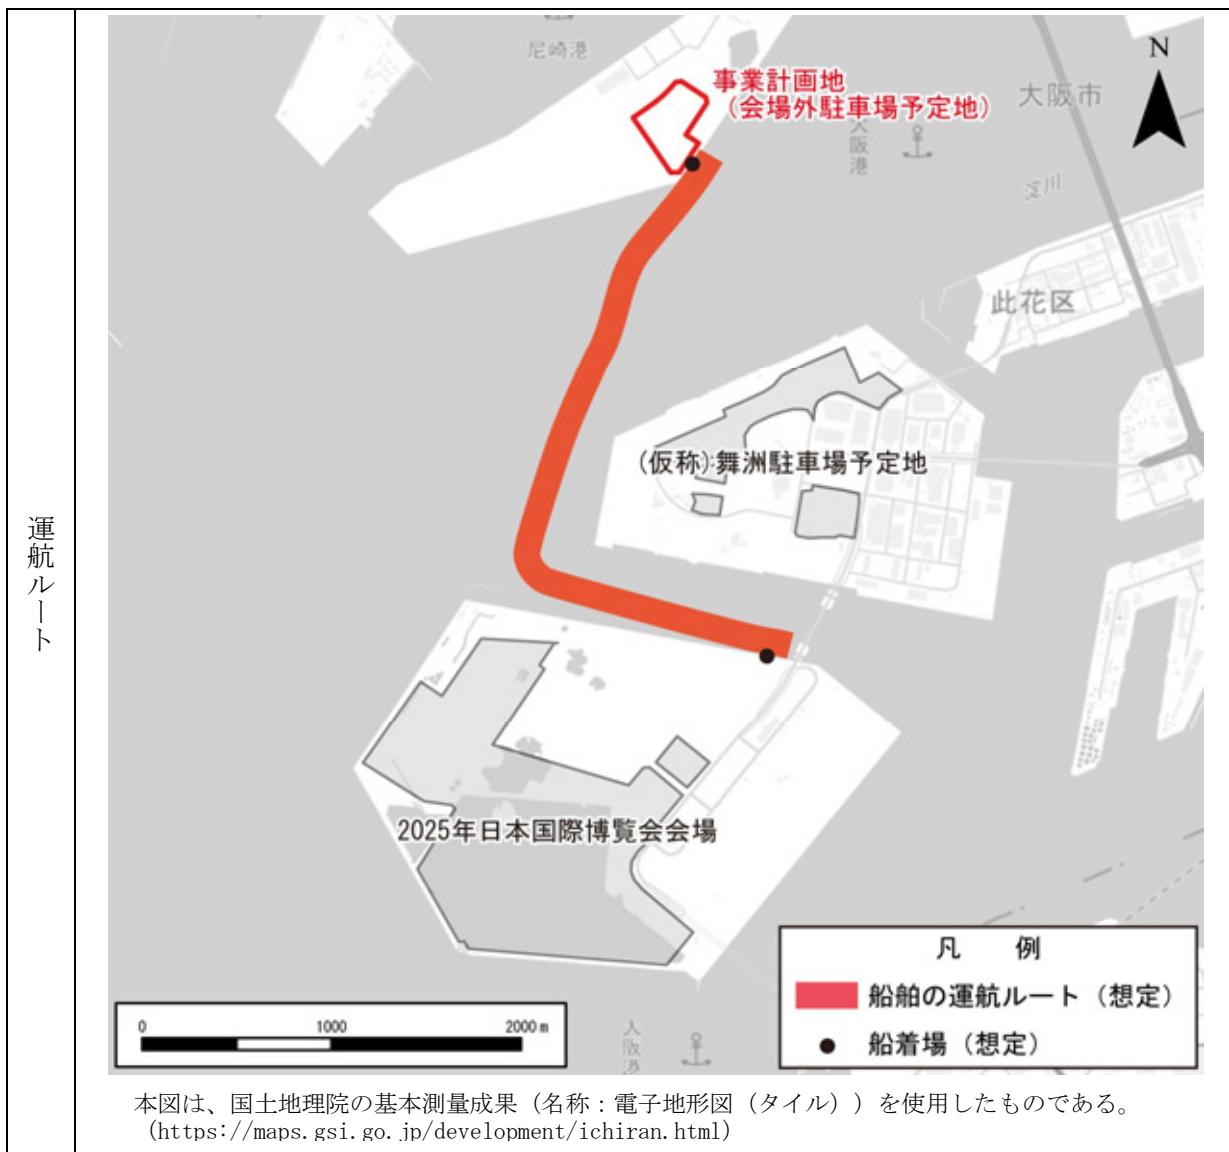 運航ルート
尼崎港
N
事業計画地
（会場外駐車場予定地）
大阪市
大阪港
淀川
此花区
(仮称)舞洲駐車場予定地
2025年日本国際博覧会会場
凡　例
船舶の運航ルート（想定）
船着場（想定）
0 1000 2000 m
大阪港
本図は、国土地理院の基本測量成果（名称：電子地形図（タイル））を使用したものである。
（https://maps.gsi.go.jp/development/ichiran.html）